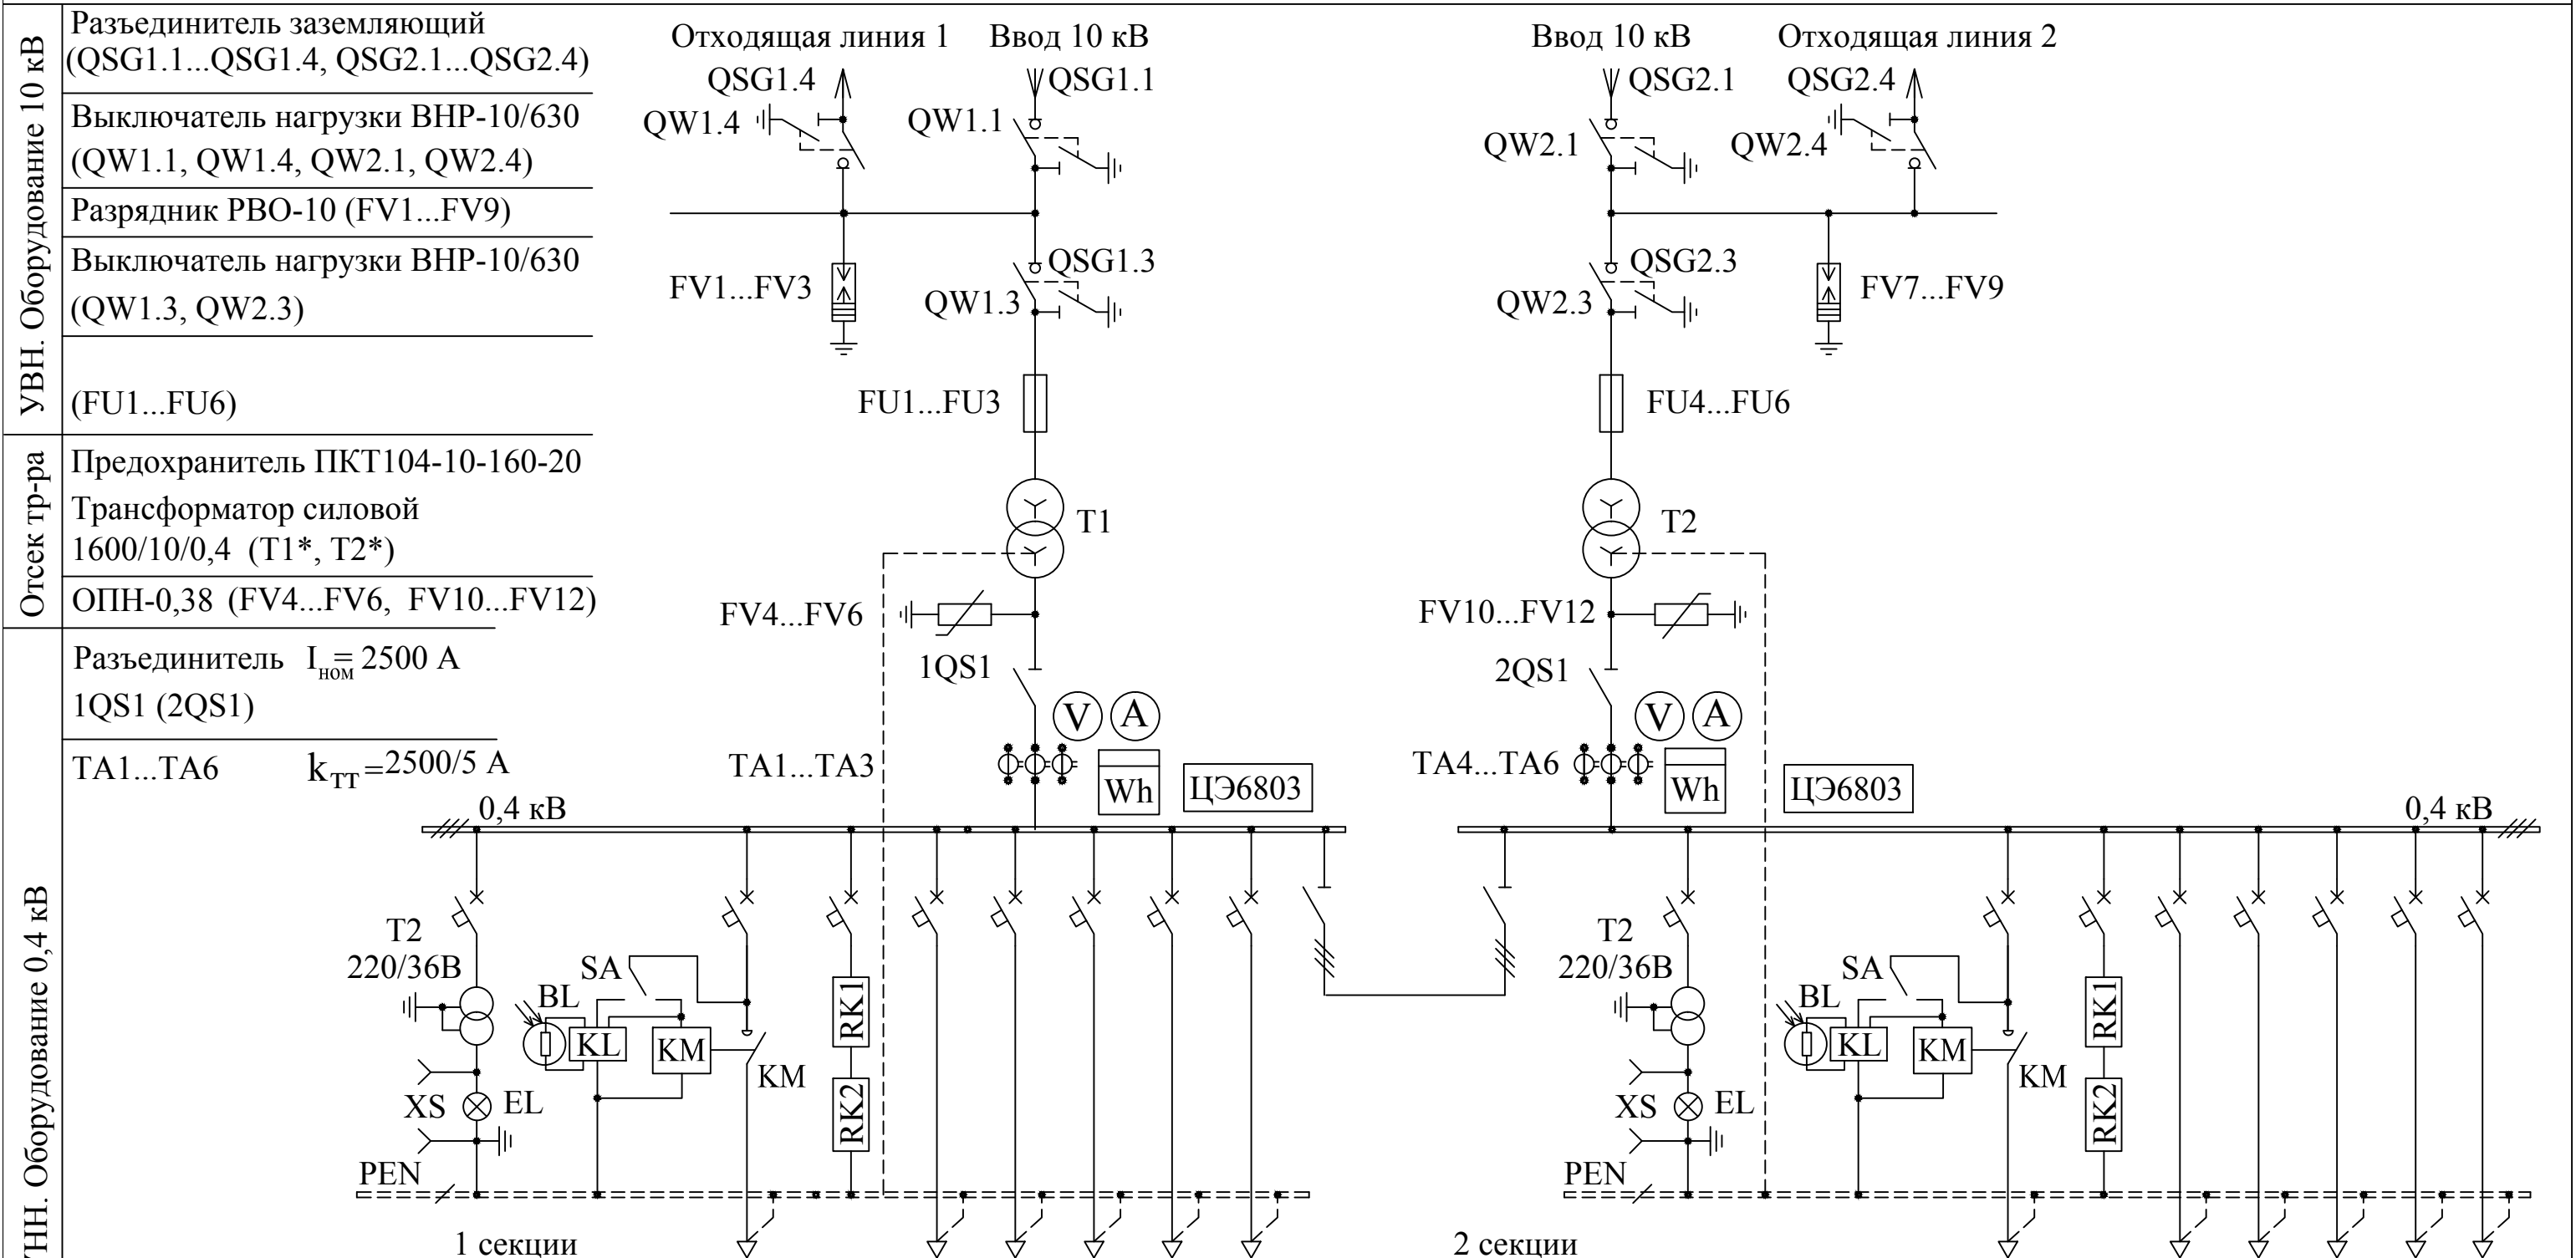 УВН. Оборудование 10 кВ
Разъединитель заземляющий
(QSG1.1...QSG1.4, QSG2.1...QSG2.4)
Выключатель нагрузки ВНР-10/630
(QW1.1, QW1.4, QW2.1, QW2.4)
Разрядник РВО-10 (FV1...FV9)
Выключатель нагрузки ВНР-10/630
(QW1.3, QW2.3)
(FU1...FU6)
Отсек тр-ра
Предохранитель ПКТ104-10-160-20
Трансформатор силовой
1600/10/0,4 (Т1*, Т2*)
ОПН-0,38 (FV4...FV6, FV10...FV12)
НН. Оборудование 0,4 кВ
Разъединитель Iном= 2500 А
1QS1 (2QS1)
TA1...TA6 kТТ=2500/5 А
Отходящая линия 1 Ввод 10 кВ Ввод 10 кВ Отходящая линия 2
QSG1.4 QSG1.1 QSG2.1 QSG2.4
QW1.4 QW1.1 QW2.1 QW2.4
QSG1.3 QSG2.3
FV1...FV3 QW1.3 QW2.3 FV7...FV9
FU1...FU3 FU4...FU6
T1 T2
FV4...FV6 FV10...FV12
1QS1 2QS1
V A V A
TA1...TA3 Wh ЦЭ6803 TA4...TA6 Wh ЦЭ6803
0,4 кВ 0,4 кВ
T2 T2
220/36В SA 220/36В SA
BL KL KM RK1 BL KL KM RK1
KM KM
XS EL RK2 XS EL RK2
PEN PEN
1 секции 2 секции